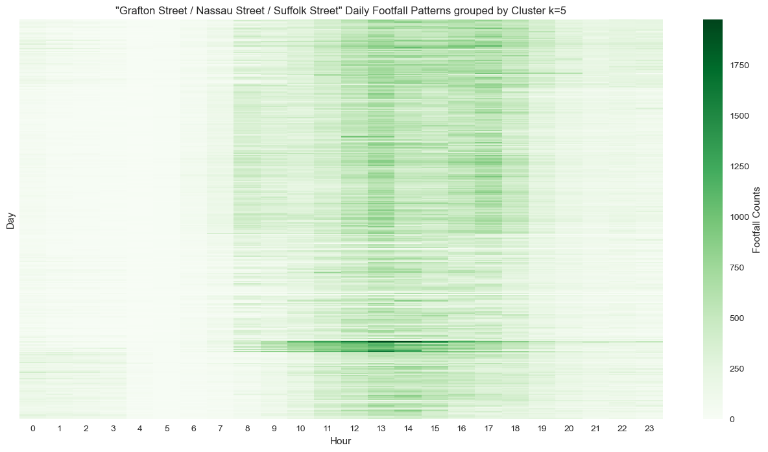 "Grafton Street / Nassau Street / Suffolk Street" Daily Footfall Patterns grouped by Cluster k=5
Day
0 1 2 3 4 5 6 7 8 9 10 11 12 13 14 15 16 17 18 19 20 21 22 23
Hour
1750
1500
1250
1000
750
500
250
0
Footfall Counts